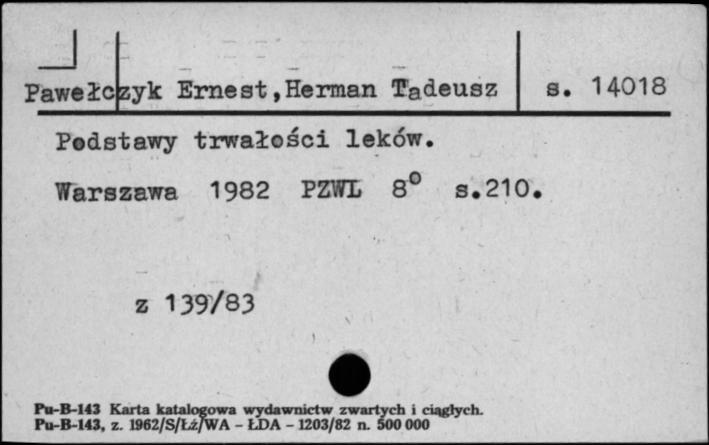 Pawełczyk Ernest,Herman Tadeusz s. 14018
Podstawy trwałości leków.
Warszawa 1982 PZWL 8° s.210.
z 139/83
Pu-B-143 Karta katalogowa wydawnictw zwartych i ciągłych.
Pu-B-143, z. 1962/S/Łż/WA - ŁDA - 1203/82 n. 500 000